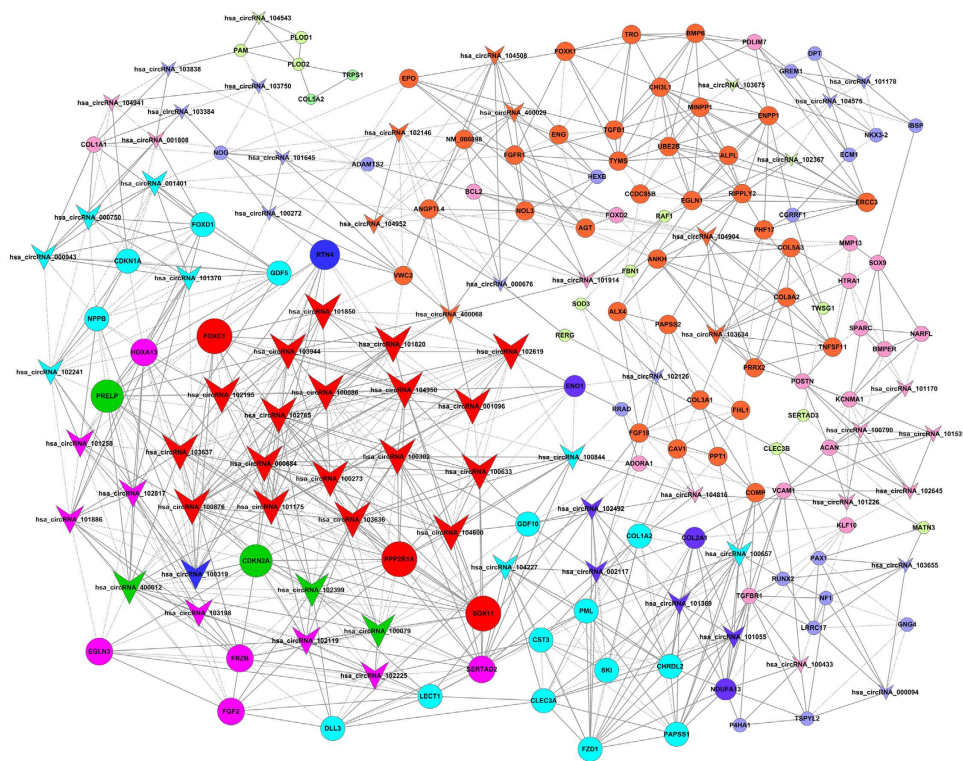 hsa_circRNA_104543
PAM
PLOD1
PLOD2
TRPS1
COL5A2
hsa_circRNA_103838
hsa_circRNA_103750
hsa_circRNA_104941
hsa_circRNA_103384
hsa_circRNA_001808
NOG
hsa_circRNA_101645
ADAMTS2
hsa_circRNA_001401
hsa_circRNA_100272
hsa_circRNA_000750
FOXD1
hsa_circRNA_000943
CDKN1A
hsa_circRNA_101370
GDF5
RTN4
NPPB
hsa_circRNA_102241
HOXA13
PRELP
hsa_circRNA_104508
FOXK1
TRO
BMP6
PDLIM7
DPT
GREM1
hsa_circRNA_101178
EPO
CHI3L1
hsa_circRNA_103675
hsa_circRNA_104575
MINPP1
ENPP1
IBSP
hsa_circRNA_400029
NKX3-2
ENG
TGFB1
hsa_circRNA_102146
NM_006898
UBE2B
FGFR1
TYMS
ALPL
hsa_circRNA_102367
ECM1
HEXB
BCL2
CCDC85B
EGLN1
RIPPLY2
ERCC3
ANGPTL4
NOL3
FOXD2
RAF1
CGRRF1
hsa_circRNA_104952
AGT
PHF17
hsa_circRNA_104904
COL5A3
MMP13
SOX9
VWC2
hsa_circRNA_000676
hsa_circRNA_101914
FBN1
ANKH
HTRA1
COL9A2
SOD3
TWSG1
hsa_circRNA_400068
ALX4
PAPSS2
RERG
hsa_circRNA_103634
SPARC
NARFL
BMPER
TNFSF11
PRRX2
POSTN
KCNMA1
hsa_circRNA_101170
hsa_circRNA_102126
RRAD
COL3A1
FHL1
SERTAD3
hsa_circRNA_100790
hsa_circRNA_10153
FGF18
CAV1
PPT1
CLEC3B
ACAN
ADORA1
COMP
VCAM1
hsa_circRNA_102645
hsa_circRNA_101226
hsa_circRNA_104816
KLF10
MATN3
hsa_circRNA_101850
FOXC1
hsa_circRNA_103944
hsa_circRNA_101820
hsa_circRNA_102619
hsa_circRNA_102195
hsa_circRNA_100086
hsa_circRNA_104950
ENO1
hsa_circRNA_102765
hsa_circRNA_001096
hsa_circRNA_101258
hsa_circRNA_103637
hsa_circRNA_000684
hsa_circRNA_100302
hsa_circRNA_100844
hsa_circRNA_100273
hsa_circRNA_100633
hsa_circRNA_102817
hsa_circRNA_100876
hsa_circRNA_101175
hsa_circRNA_103636
hsa_circRNA_104600
hsa_circRNA_101886
hsa_circRNA_102492
GDF10
COL1A2
COL2A1
hsa_circRNA_100657
PAX1
hsa_circRNA_103655
CDKN2A
PPP2R1A
hsa_circRNA_104227
hsa_circRNA_002117
RUNX2
TGFBR1
NF1
hsa_circRNA_400012
hsa_circRNA_100319
hsa_circRNA_102399
hsa_circRNA_101369
hsa_circRNA_103198
SOX11
PML
LRRC17
GNG4
hsa_circRNA_100079
hsa_circRNA_102119
CST3
hsa_circRNA_101055
EGLN3
FRZB
SERTAD2
SKI
CHRDL2
hsa_circRNA_100433
hsa_circRNA_102225
NDUFA13
hsa_circRNA_000094
LECT1
CLEC3A
FGF2
DLL3
TSPYL2
P4HA1
PAPSS1
FZD1